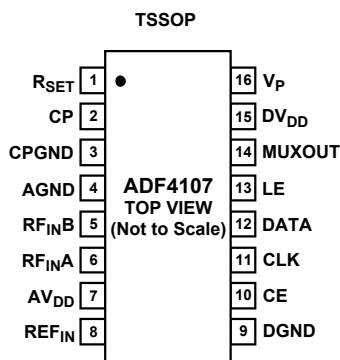 TSSOP
RSET 1
CP 2
CPGND 3
AGND 4
RFINB 5
RFINA 6
AVDD 7
REFIN 8
ADF4107
TOP VIEW
(Not to Scale)
16 VP
15 DVDD
14 MUXOUT
13 LE
12 DATA
11 CLK
10 CE
9 DGND